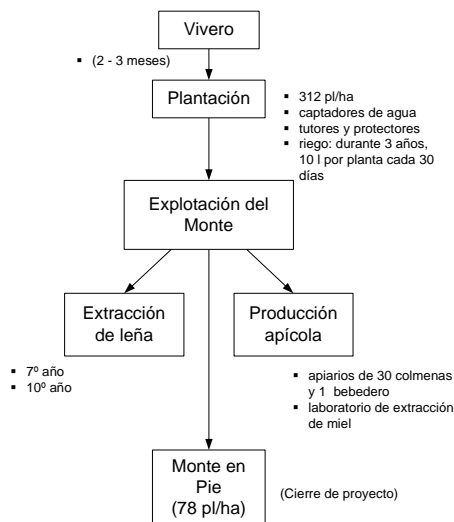 Vivero
▪ (2 - 3 meses)
Plantación
▪ 312 pl/ha
▪ captadores de agua
▪ tutores y protectores
▪ riego: durante 3 años,
10 l por planta cada 30
días
Explotación del
Monte
Extracción
de leña
Producción
apícola
▪ 7º año
▪ 10º año
▪ apiarios de 30 colmenas
y 1 bebedero
▪ laboratorio de extracción
de miel
Monte en
Pie
(78 pl/ha)
(Cierre de proyecto)